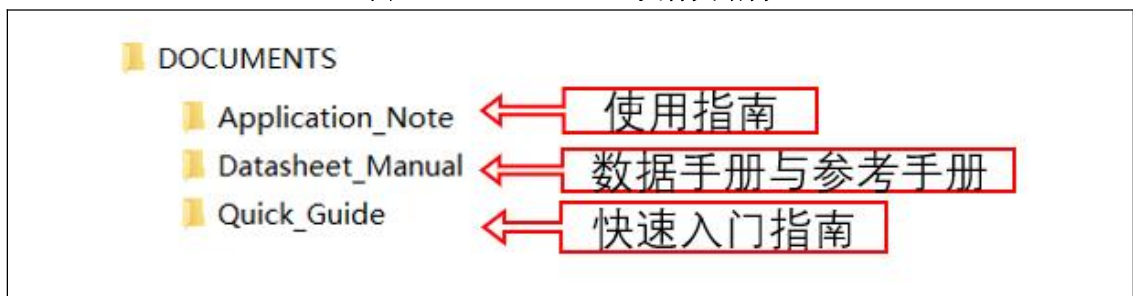 DOCUMENTS
Application_Note 使用指南
Datasheet_Manual 数据手册与参考手册
Quick_Guide 快速入门指南